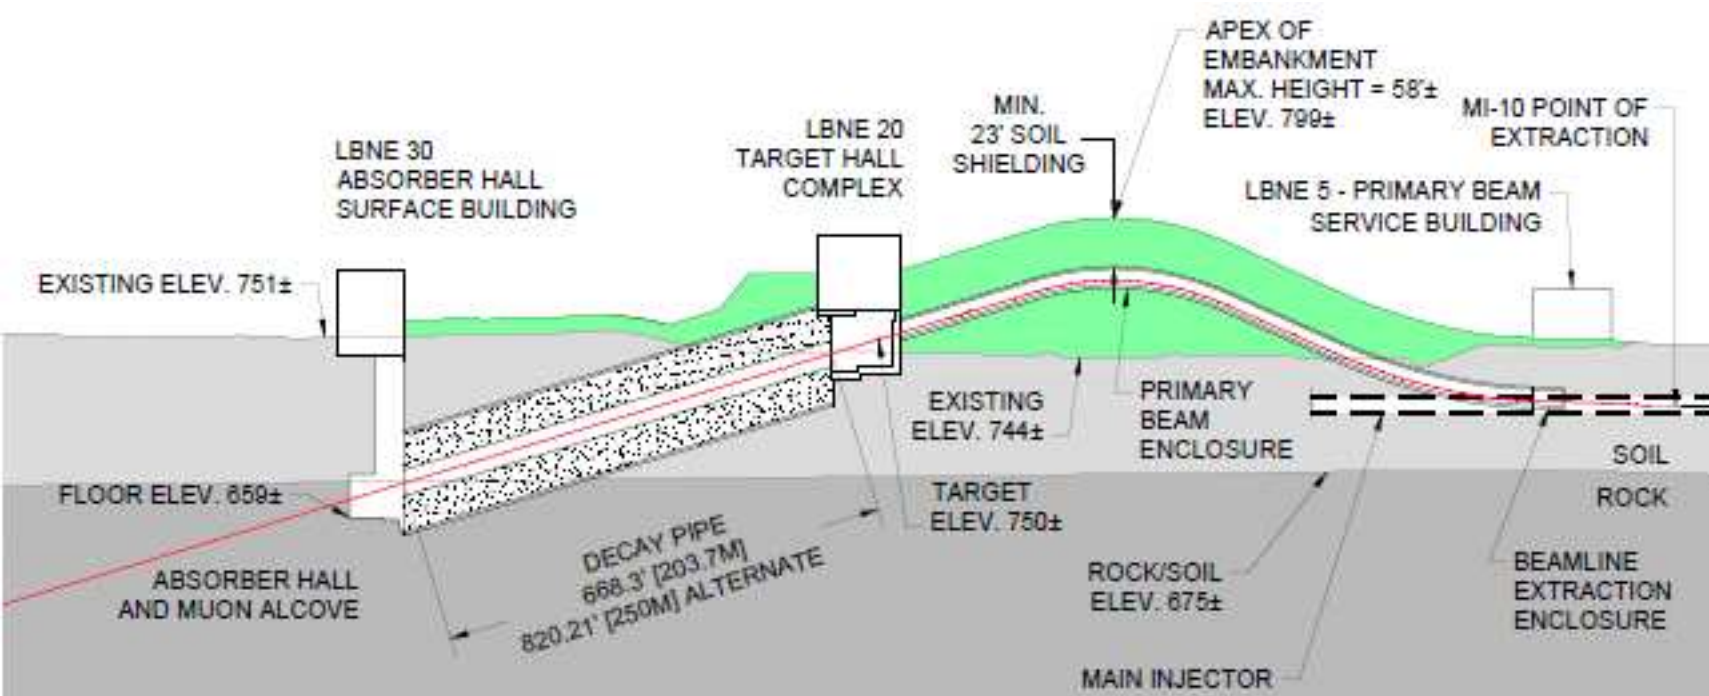 APEX OF
EMBANKMENT
MAX. HEIGHT = 58'±
ELEV. 799±
MIN.
23' SOIL
SHIELDING
MI-10 POINT OF
EXTRACTION
LBNE 30
ABSORBER HALL
SURFACE BUILDING
LBNE 20
TARGET HALL
COMPLEX
LBNE 5 - PRIMARY BEAM
SERVICE BUILDING
EXISTING ELEV. 751±
EXISTING
ELEV. 744±
PRIMARY
BEAM
ENCLOSURE
SOIL
ROCK
FLOOR ELEV. 659±
TARGET
ELEV. 750±
DECAY PIPE
668.3' [203.7M]
820.21' [250M] ALTERNATE
ABSORBER HALL
AND MUON ALCOVE
ROCK/SOIL
ELEV. 675±
BEAMLINE
EXTRACTION
ENCLOSURE
MAIN INJECTOR